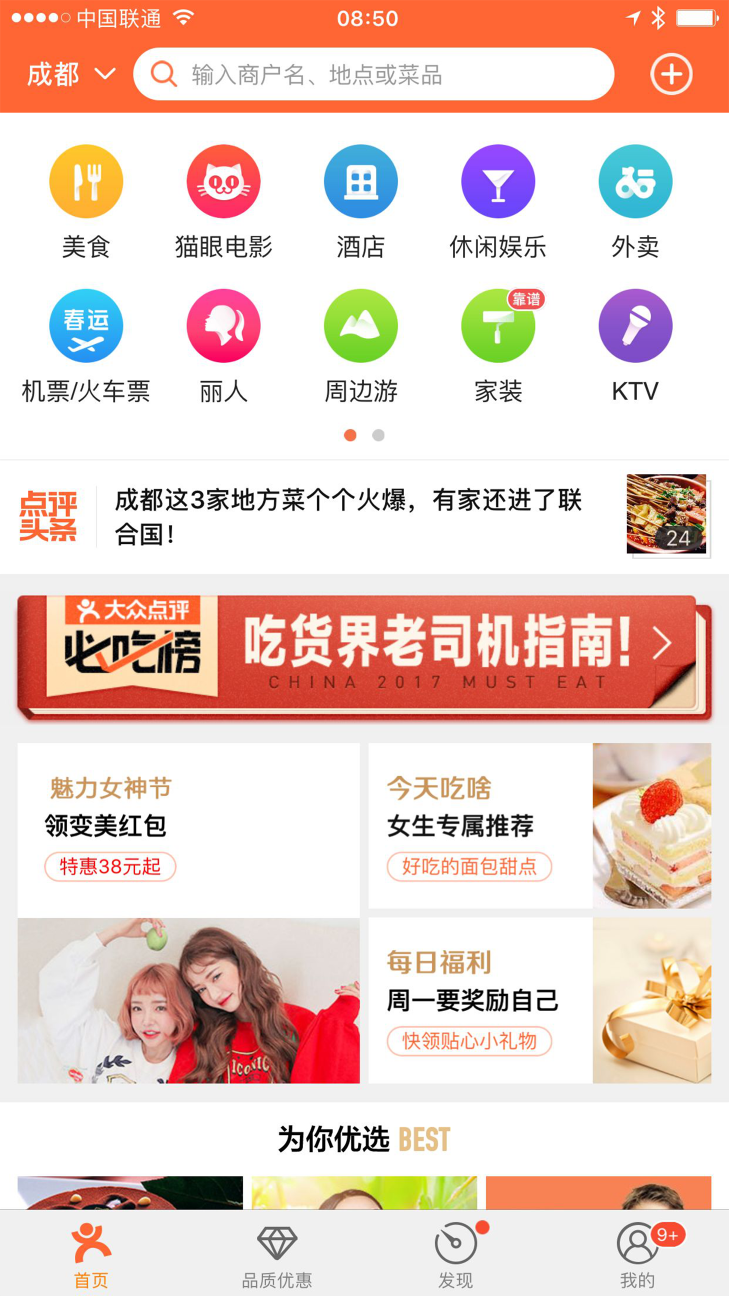 中国联通
08:50
成都
输入商户名、地点或菜品
美食
猫眼电影
酒店
休闲娱乐
外卖
春运
靠谱
机票/火车票
丽人
周边游
家装
KTV
点评
头条
成都这3家地方菜个个火爆，有家还进了联
合国！
24
大众点评
必吃榜
吃货界老司机指南！
CHINA 2017 MUST EAT
魅力女神节
领变美红包
特惠38元起
今天吃啥
女生专属推荐
好吃的面包甜点
ICONIC
每日福利
周一要奖励自己
快领贴心小礼物
为你优选 BEST
首页
品质优惠
发现
9+
我的